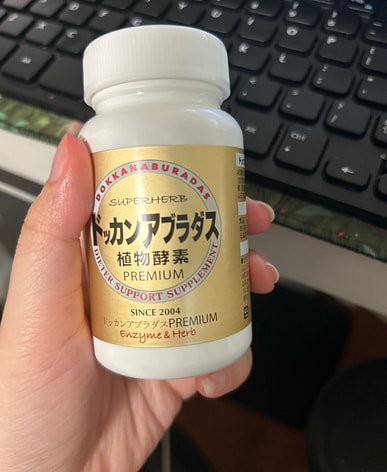 DOKKANABURADAS
SUPERHERB
ドッカンアブラダス
植物酵素
PREMIUM
DIETER SUPPORT SUPPLEMENT
SINCE 2004
ドッカンアブラダスPREMIUM
Enzyme & Herb